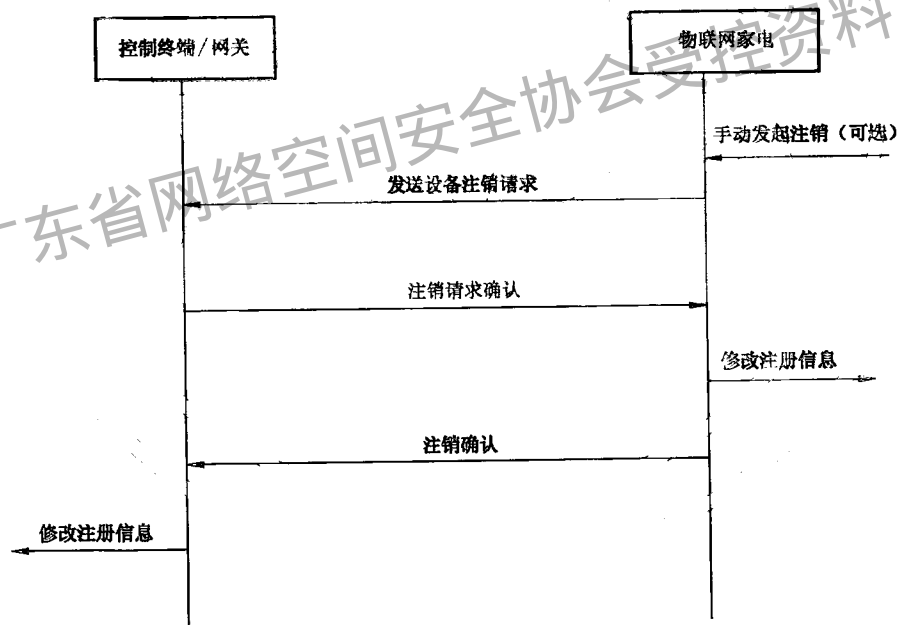 控制终端/网关
物联网家电
手动发起注销（可选）
发送设备注销请求
注销请求确认
修改注册信息
注销确认
修改注册信息
广东省网络空间安全协会受控资料